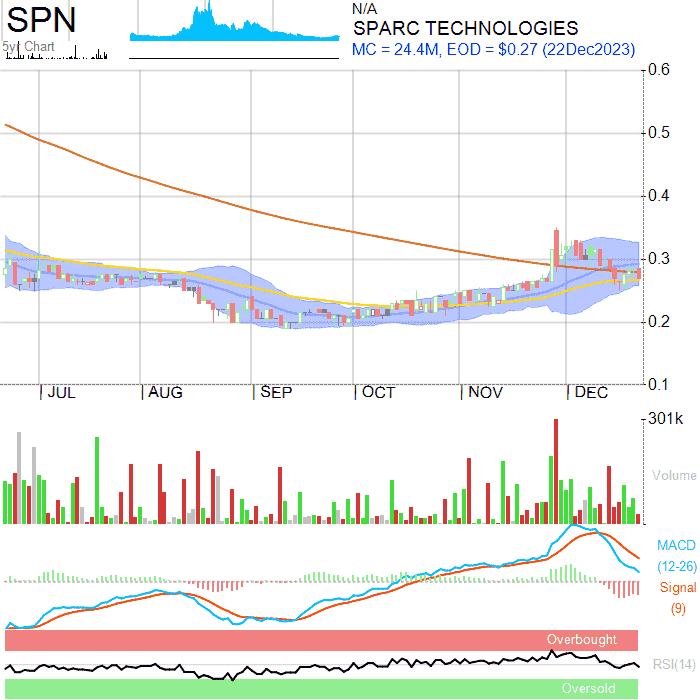 SPN
5yr Chart
N/A
SPARC TECHNOLOGIES
MC = 24.4M, EOD = $0.27 (22Dec2023)
0.6
0.5
0.4
0.3
0.2
0.1
JUL AUG SEP OCT NOV DEC
301k
Volume
MACD
(12-26)
Signal
(9)
Overbought
RSI(14)
Oversold